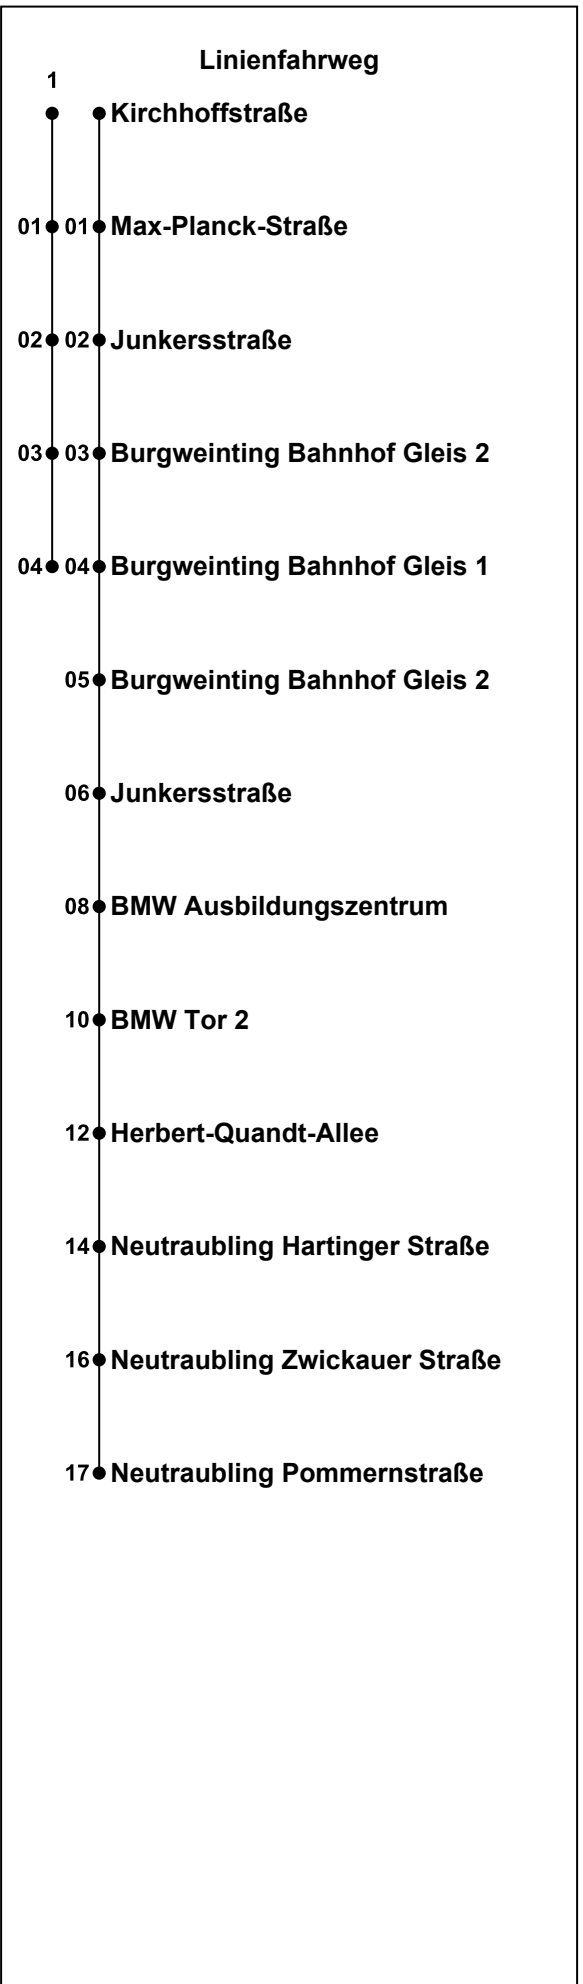 Linienfahrweg
1
Kirchhoffstraße
01 01 Max-Planck-Straße
02 02 Junkersstraße
03 03 Burgweinting Bahnhof Gleis 2
04 04 Burgweinting Bahnhof Gleis 1
05 Burgweinting Bahnhof Gleis 2
06 Junkersstraße
08 BMW Ausbildungszentrum
10 BMW Tor 2
12 Herbert-Quandt-Allee
14 Neutraubling Hartinger Straße
16 Neutraubling Zwickauer Straße
17 Neutraubling Pommernstraße